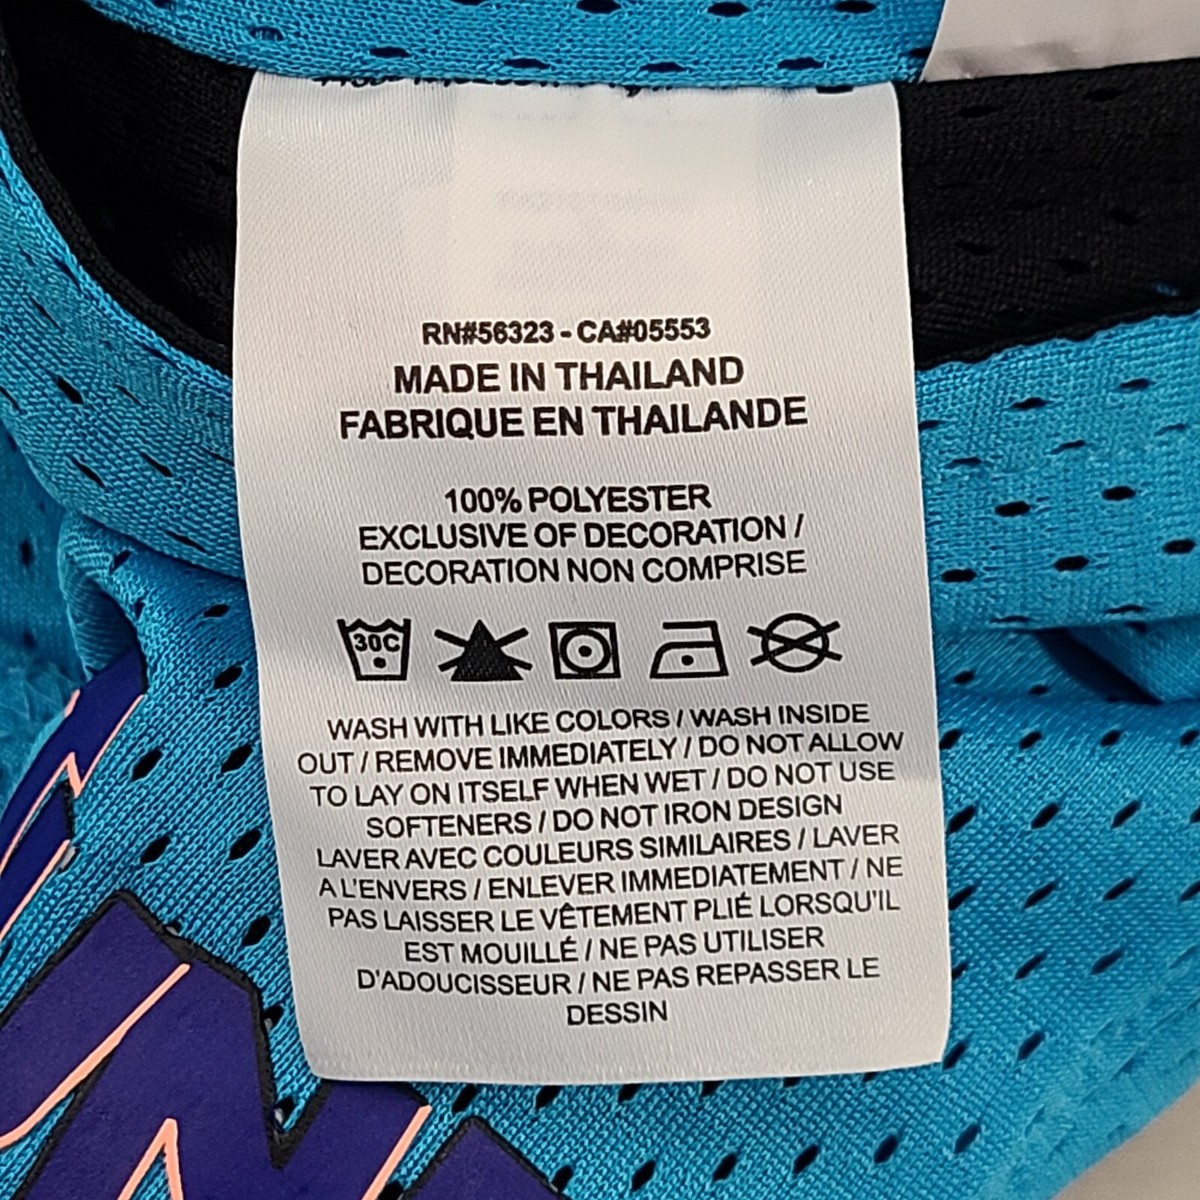 RN#56323 - CA#05553
MADE IN THAILAND
FABRIQUE EN THAILANDE
100% POLYESTER
EXCLUSIVE OF DECORATION /
DECORATION NON COMPRISE
30C
WASH WITH LIKE COLORS / WASH INSIDE
OUT / REMOVE IMMEDIATELY / DO NOT ALLOW
TO LAY ON ITSELF WHEN WET / DO NOT USE
SOFTENERS / DO NOT IRON DESIGN
LAVER AVEC COULEURS SIMILAIRES / LAVER
A L'ENVERS / ENLEVER IMMEDIATEMENT / NE
PAS LAISSER LE VÊTEMENT PLIÉ LORSQU'IL
EST MOUILLÉ / NE PAS UTILISER
D'ADOUCISSEUR / NE PAS REPASSER LE
DESSIN